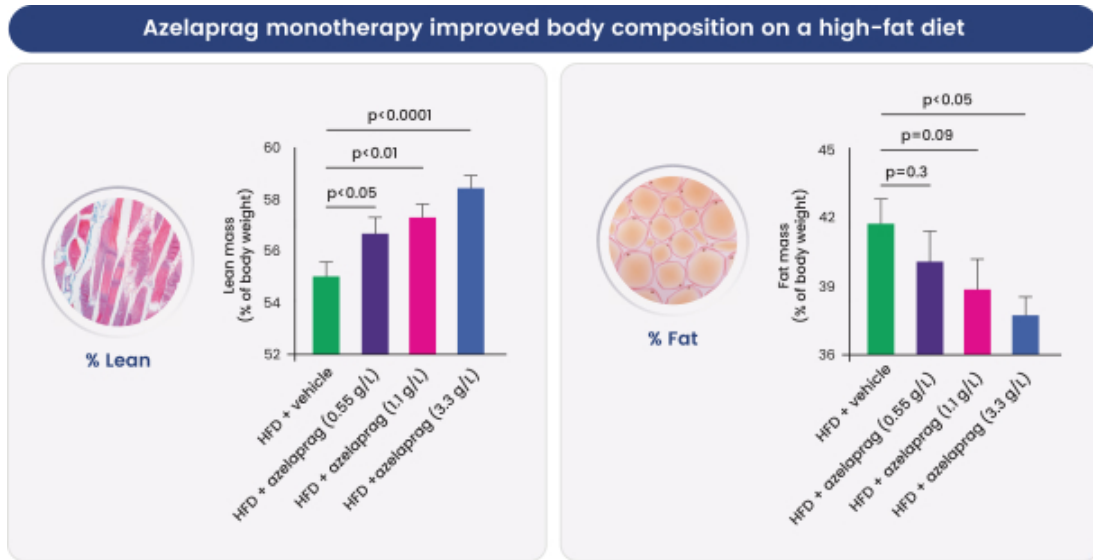 Azelaprag monotherapy improved body composition on a high-fat diet
% Lean
Lean mass
(% of body weight)
60
58
56
54
52
p<0.0001
p<0.01
p<0.05
HFD + vehicle
HFD + azelaprag (0.55 g/L)
HFD + azelaprag (1.1 g/L)
HFD +azelaprag (3.3 g/L)
% Fat
Fat mass
(% of body weight)
45
42
39
36
p<0.05
p=0.09
p=0.3
HFD + vehicle
HFD + azelaprag (0.55 g/L)
HFD + azelaprag (1.1 g/L)
HFD + azelaprag (3.3 g/L)